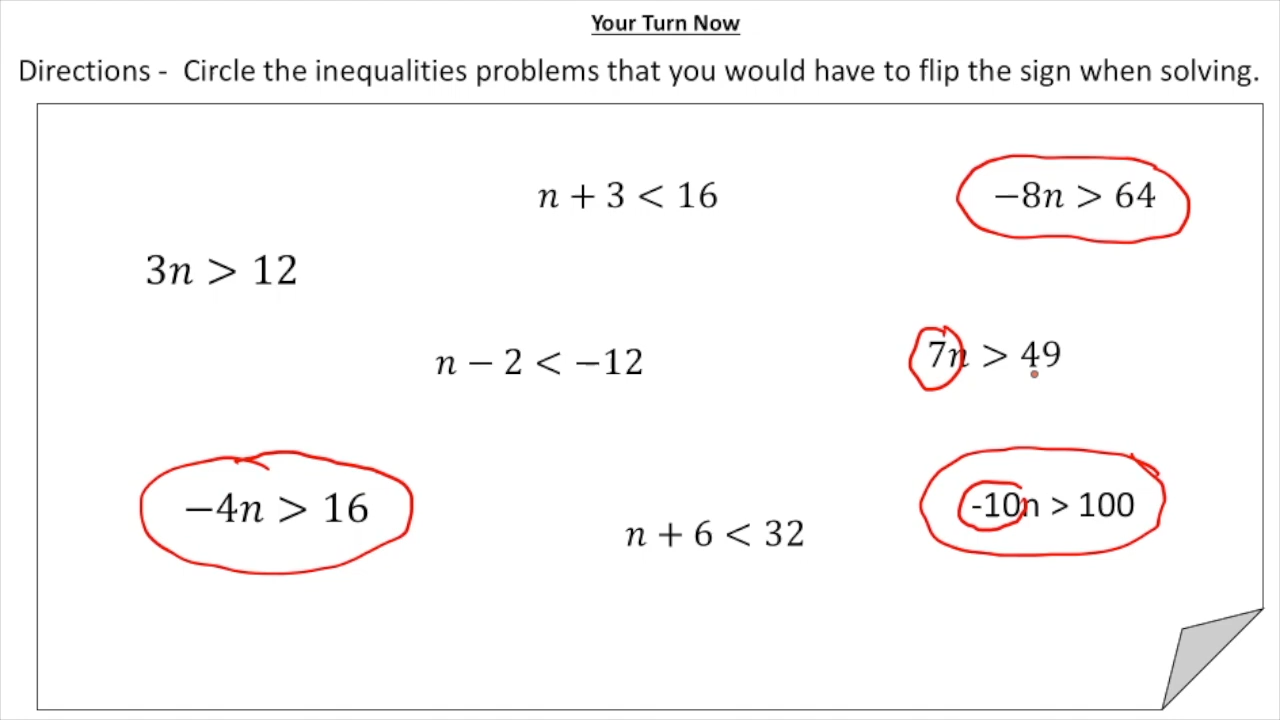 Your Turn Now
Directions -  Circle the inequalities problems that you would have to flip the sign when solving.
n + 3 < 16
−8n > 64
3n > 12
n − 2 < −12
7n > 49
−4n > 16
n + 6 < 32
-10n > 100